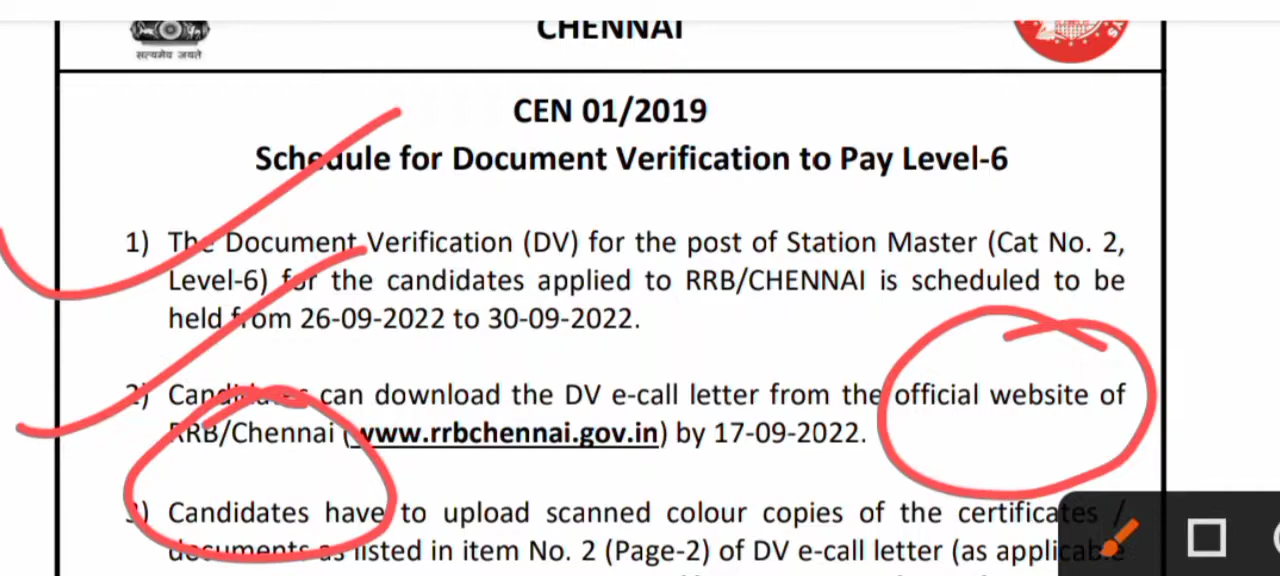 CHENNAI
सत्यमेव जयते
CEN 01/2019
Schedule for Document Verification to Pay Level-6
1) The Document Verification (DV) for the post of Station Master (Cat No. 2,
Level-6) for the candidates applied to RRB/CHENNAI is scheduled to be
held from 26-09-2022 to 30-09-2022.
2) Candidates can download the DV e-call letter from the official website of
RRB/Chennai (www.rrbchennai.gov.in) by 17-09-2022.
3) Candidates have to upload scanned colour copies of the certificates /
documents as listed in item No. 2 (Page-2) of DV e-call letter (as applicable